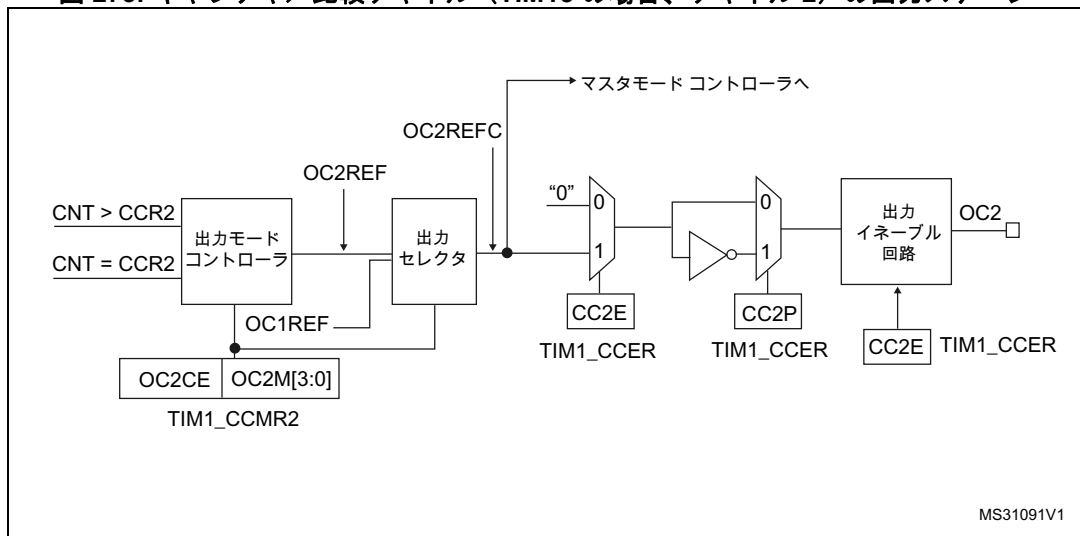 マスタモード コントローラへ
OC2REFC
OC2REF
"0"
0
0
CNT > CCR2
出力モード
コントローラ
出力
セレクタ
出力
イネーブル
回路
OC2
1
1
CNT = CCR2
OC1REF
CC2E
TIM1_CCER
CC2P
TIM1_CCER
CC2E
TIM1_CCER
OC2CE
OC2M[3:0]
TIM1_CCMR2
MS31091V1